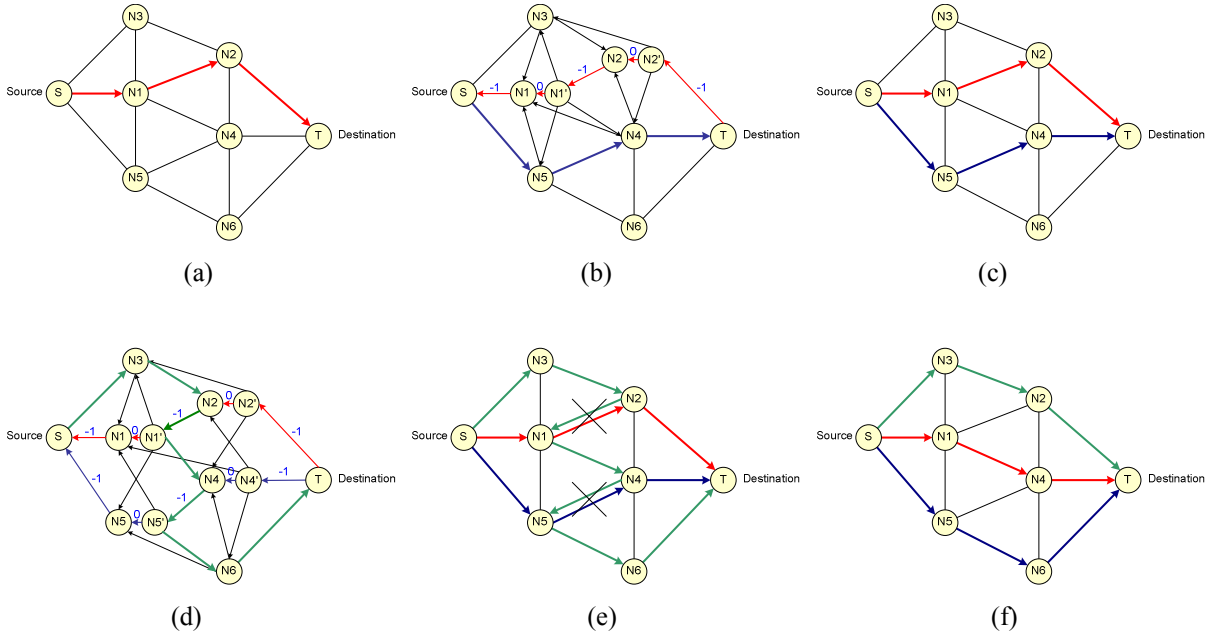 N3
N2
Source S N1 N4 T Destination
N5
N6
(a)
N3
N2 0 N2'
-1 -1
Source S -1 N1 0 N1' N4 T Destination
N5
N6
(b)
N3
N2
Source S N1 N4 T Destination
N5
N6
(c)
N3
N2 0 N2'
-1 -1
Source S -1 N1 0 N1' N4 0 N4' -1 T Destination
-1 -1
N5 0 N5'
N6
(d)
N3
N2
Source S N1 N4 T Destination
N5
N6
(e)
N3
N2
Source S N1 N4 T Destination
N5
N6
(f)